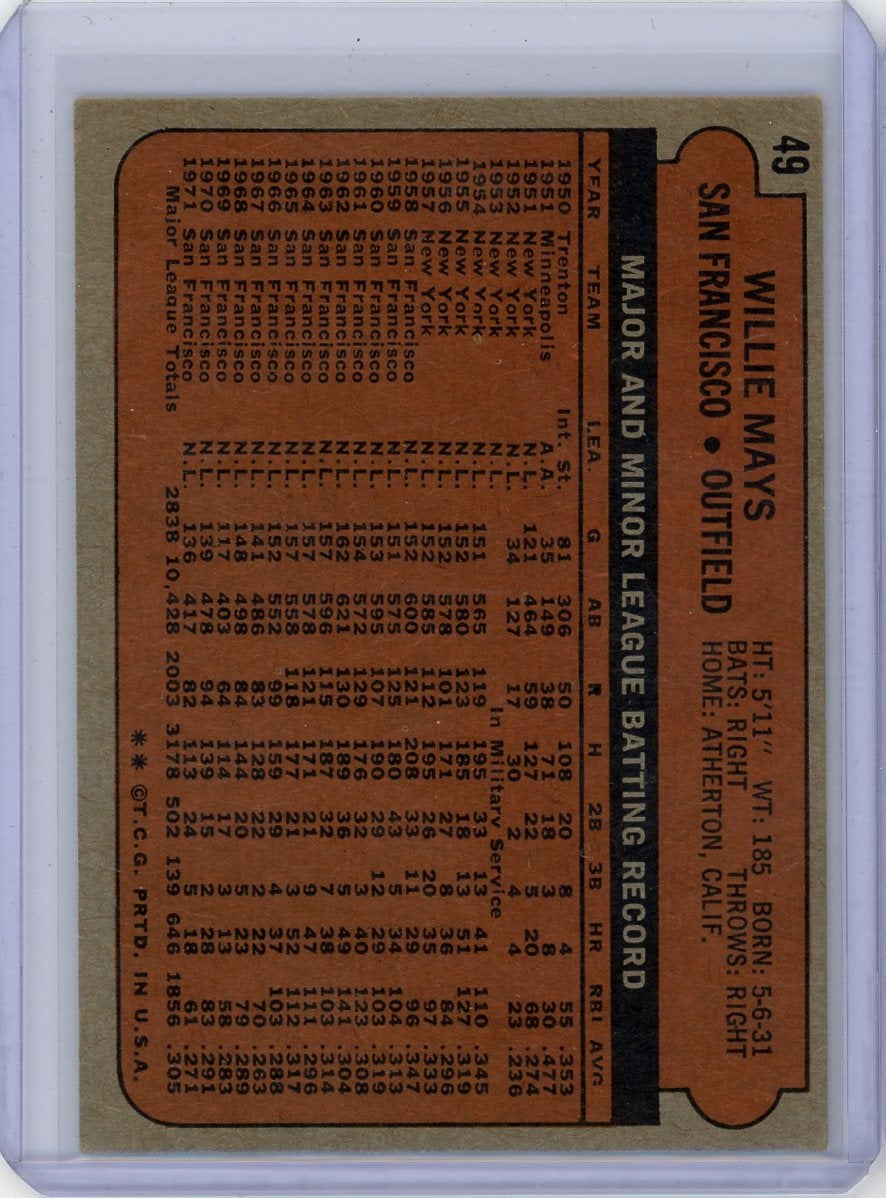 49
WILLIE MAYS
SAN FRANCISCO • OUTFIELD
HT: 5'11" WT: 185 BORN: 5-6-31
BATS: RIGHT THROWS: RIGHT
HOME: ATHERTON, CALIF.
MAJOR AND MINOR LEAGUE BATTING RECORD
YEAR TEAM LEA G AB R H 2B 3B HR RBI AVG
1950 Trenton Int. St. 81 306 50 108 20 8 4 55 .353
1951 Minneapolis A.A. 35 149 38 71 18 3 8 30 .477
1951 New York N.L. 121 464 59 127 22 5 20 68 .274
1952 New York N.L. 34 127 17 30 2 4 4 23 .236
1953 New York N.L. In Military Service
1954 New York N.L. 151 565 119 195 33 13 41 110 .345
1955 New York N.L. 152 580 123 185 18 13 51 127 .319
1956 New York N.L. 152 578 101 171 27 8 36 84 .296
1957 New York N.L. 152 585 112 195 26 20 35 97 .333
1958 San Francisco N.L. 152 600 121 208 33 11 29 96 .347
1959 San Francisco N.L. 151 575 125 180 43 5 34 104 .313
1960 San Francisco N.L. 153 595 107 190 29 12 29 103 .319
1961 San Francisco N.L. 154 572 129 176 32 3 40 123 .308
1962 San Francisco N.L. 162 621 130 189 36 5 49 141 .304
1963 San Francisco N.L. 157 596 115 187 32 7 38 103 .314
1964 San Francisco N.L. 157 578 121 171 21 9 47 111 .296
1965 San Francisco N.L. 157 558 118 177 21 3 52 112 .317
1966 San Francisco N.L. 152 552 99 159 29 4 37 103 .288
1967 San Francisco N.L. 141 486 83 128 22 2 22 70 .263
1968 San Francisco N.L. 148 498 84 144 20 5 23 79 .289
1969 San Francisco N.L. 117 403 64 114 17 3 13 58 .283
1970 San Francisco N.L. 139 478 94 139 15 2 28 83 .291
1971 San Francisco N.L. 136 417 82 113 24 5 18 61 .271
Major League Totals 2838 10,428 2003 3178 502 139 646 1856 .305
** ©T.C.G. PRTD. IN U.S.A.